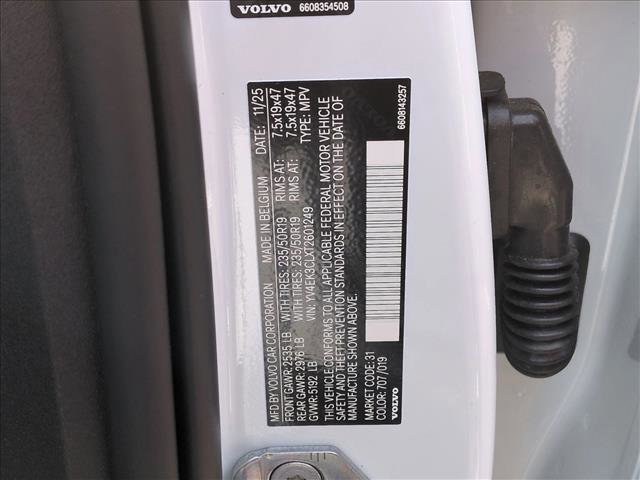 VOLVO 6608354508
MFD BY VOLVO CAR CORPORATION MADE IN BELGIUM DATE: 11/25
FRONT GAWR: 2535 LB WITH TIRES: 235/50R19 RIMS AT: 7.5x19x47
REAR GAWR: 2976 LB WITH TIRES: 235/50R19 RIMS AT: 7.5x19x47
GVWR: 5192 LB VIN: YV4EK3CLXT2601249 TYPE: MPV
THIS VEHICLE CONFORMS TO ALL APPLICABLE FEDERAL MOTOR VEHICLE
SAFETY AND THEFT PREVENTION STANDARDS IN EFFECT ON THE DATE OF
MANUFACTURE SHOWN ABOVE.
MARKET CODE: 31
COLOR: 707/019
VOLVO 6608143257